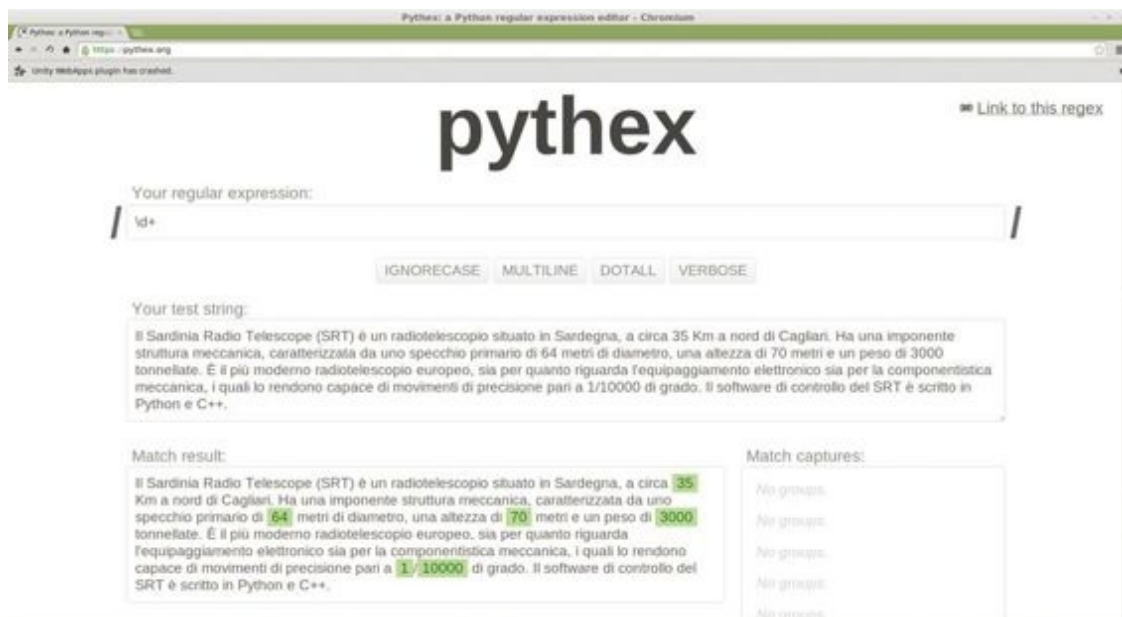 Pythex: a Python regular expression editor - Chromium
Pythex: a Python reg
https://pythex.org
Unity WebApps plugin has crashed.
pythex
Link to this regex
Your regular expression:
/ \d+ /
IGNORECASE MULTILINE DOTALL VERBOSE
Your test string:
Il Sardinia Radio Telescope (SRT) è un radiotelescopio situato in Sardegna, a circa 35 Km a nord di Cagliari. Ha una imponente
struttura meccanica, caratterizzata da uno specchio primario di 64 metri di diametro, una altezza di 70 metri e un peso di 3000
tonnellate. È il più moderno radiotelescopio europeo, sia per quanto riguarda l'equipaggiamento elettronico sia per la componentistica
meccanica, i quali lo rendono capace di movimenti di precisione pari a 1/10000 di grado. Il software di controllo del SRT è scritto in
Python e C++.
Match result:
Il Sardinia Radio Telescope (SRT) è un radiotelescopio situato in Sardegna, a circa 35
Km a nord di Cagliari. Ha una imponente struttura meccanica, caratterizzata da uno
specchio primario di 64 metri di diametro, una altezza di 70 metri e un peso di 3000
tonnellate. È il più moderno radiotelescopio europeo, sia per quanto riguarda
l'equipaggiamento elettronico sia per la componentistica meccanica, i quali lo rendono
capace di movimenti di precisione pari a 1/10000 di grado. Il software di controllo del
SRT è scritto in Python e C++.
Match captures:
No groups.
No groups.
No groups.
No groups.
No groups.